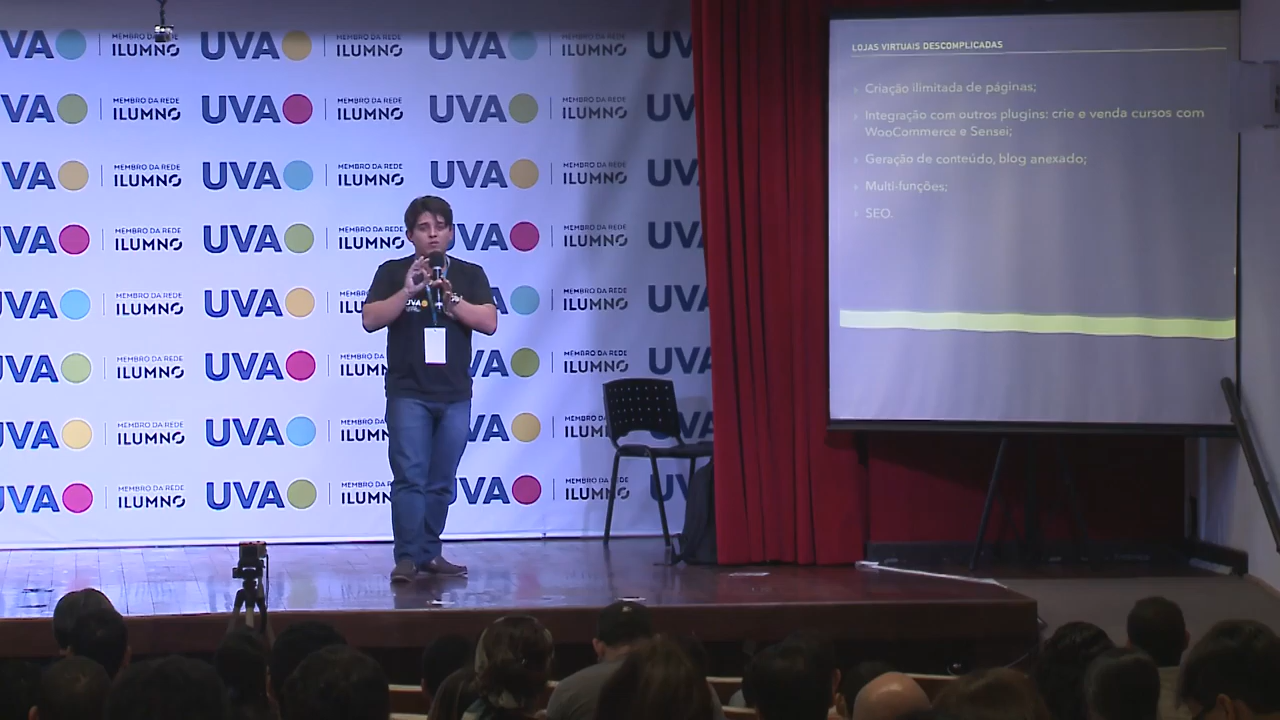 UVA MEMBRO DA REDE ILUMNO
LOJAS VIRTUAIS DESCOMPLICADAS
Criação ilimitada de páginas;
Integração com outros plugins: crie e venda cursos com
WooCommerce e Sensei;
Geração de conteúdo, blog anexado;
Multi-funções;
SEO.
UVA